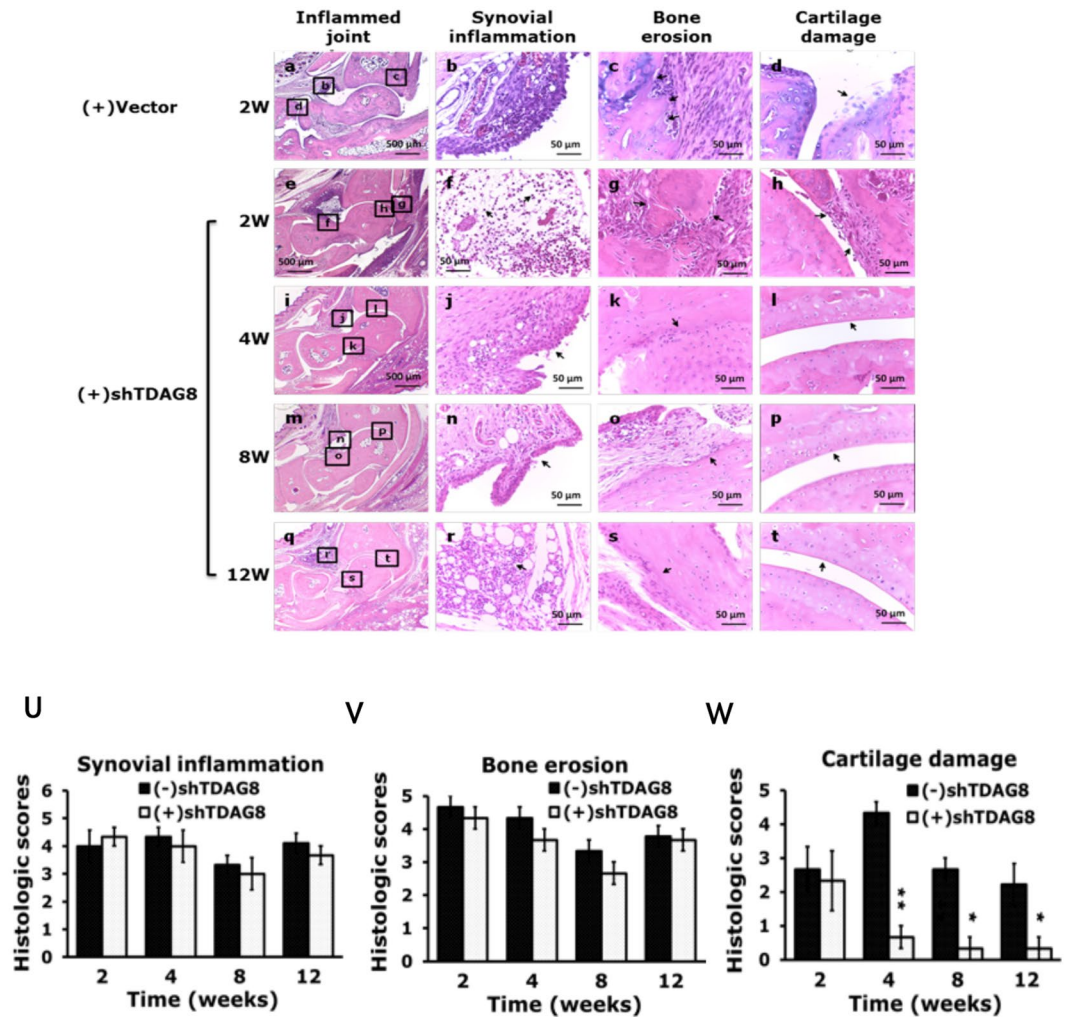 Inflammed
joint
Synovial
inflammation
Bone
erosion
Cartilage
damage
(+)Vector
2W
a
b
c
d
500 µm
b
50 µm
c
50 µm
d
50 µm
(+)shTDAG8
2W
e
f
h
g
500 µm
f
50 µm
g
50 µm
h
50 µm
4W
i
j
l
k
500 µm
j
50 µm
k
50 µm
l
50 µm
8W
m
n
p
o
500 µm
n
50 µm
o
50 µm
p
50 µm
12W
q
r
t
s
500 µm
r
50 µm
s
50 µm
t
50 µm
U
Synovial inflammation
(-)shTDAG8
(+)shTDAG8
Histologic scores
6
5
4
3
2
1
0
2 4 8 12
Time (weeks)
V
Bone erosion
(-)shTDAG8
(+)shTDAG8
Histologic scores
5
4
3
2
1
0
2 4 8 12
Time (weeks)
W
Cartilage damage
(-)shTDAG8
(+)shTDAG8
Histologic scores
5
4
3
2
1
0
** * *
2 4 8 12
Time (weeks)